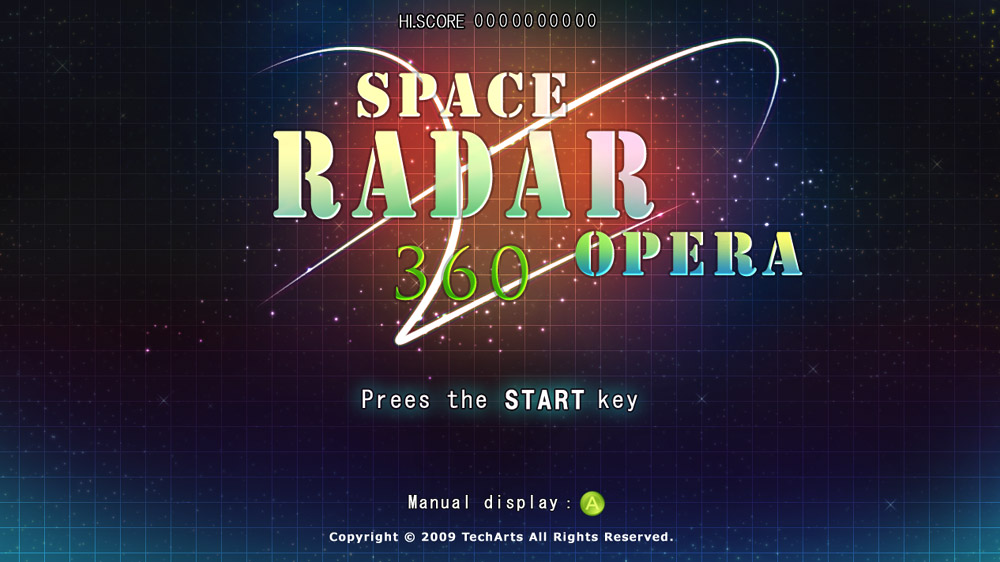 HI.SCORE 0000000000
SPACE
RADAR
360 OPERA
Prees the START key
Manual display : A
Copyright © 2009 TechArts All Rights Reserved.